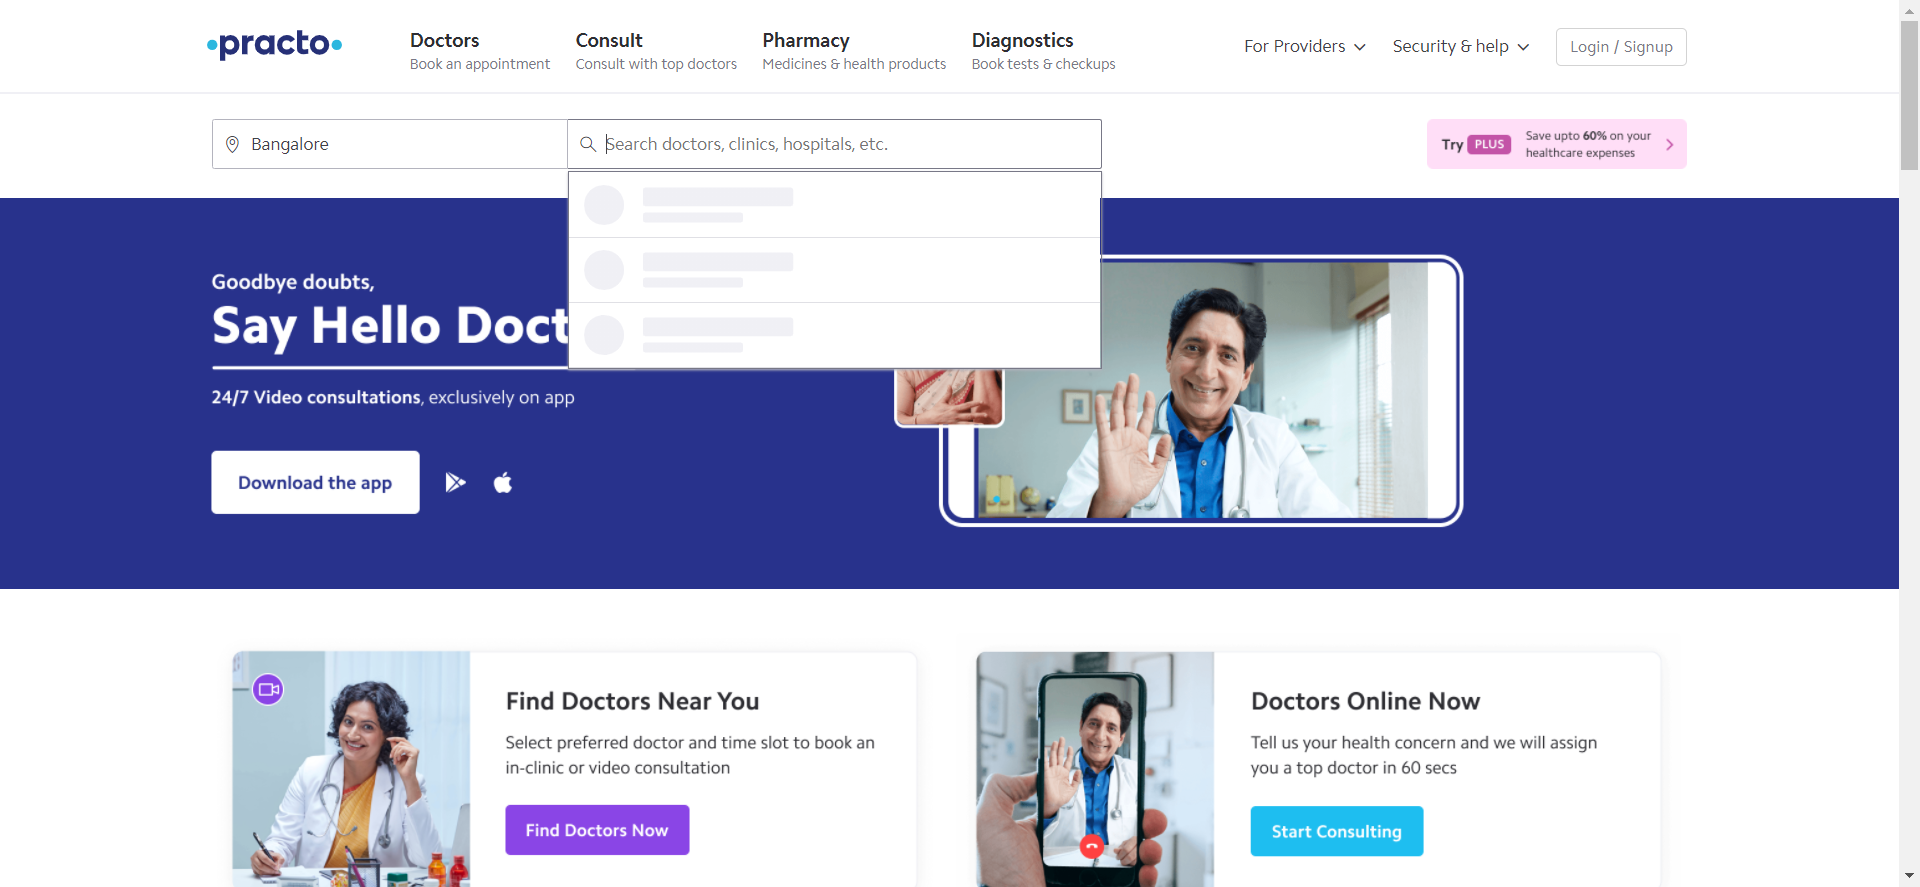 practo
Doctors
Book an appointment
Consult
Consult with top doctors
Pharmacy
Medicines & health products
Diagnostics
Book tests & checkups
For Providers
Security & help
Login / Signup
Bangalore
Search doctors, clinics, hospitals, etc.
Try PLUS
Save upto 60% on your
healthcare expenses
Goodbye doubts,
Say Hello Doct
24/7 Video consultations, exclusively on app
Download the app
Find Doctors Near You
Select preferred doctor and time slot to book an
in-clinic or video consultation
Find Doctors Now
Doctors Online Now
Tell us your health concern and we will assign
you a top doctor in 60 secs
Start Consulting